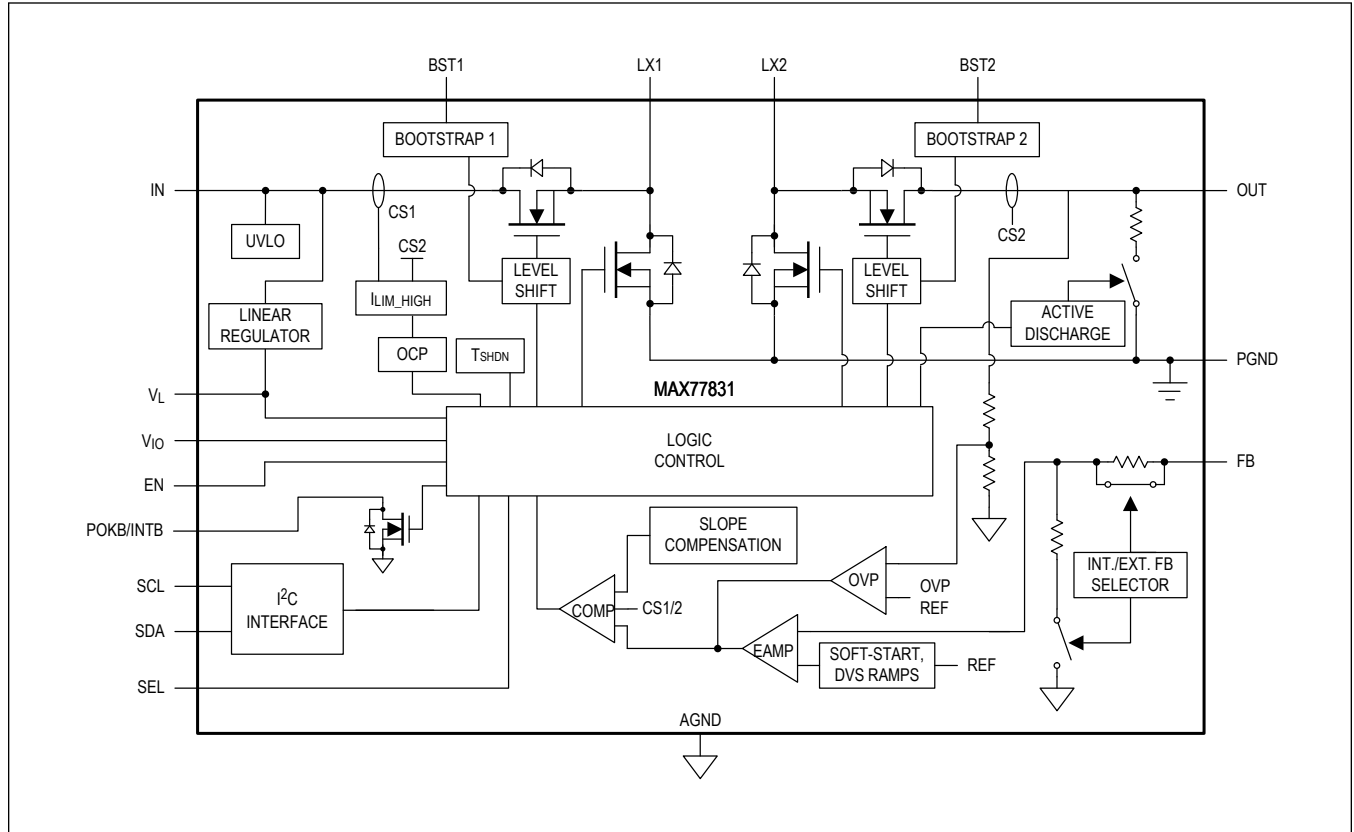 BST1
LX1
LX2
BST2
BOOTSTRAP 1
BOOTSTRAP 2
IN
OUT
CS1
CS2
UVLO
CS2
LEVEL
SHIFT
LEVEL
SHIFT
ILIM_HIGH
LINEAR
REGULATOR
ACTIVE
DISCHARGE
OCP
TSHDN
PGND
MAX77831
VL
VIO
LOGIC
CONTROL
EN
FB
POKB/INTB
SLOPE
COMPENSATION
INT./EXT. FB
SELECTOR
OVP
OVP
REF
SCL
I2C
INTERFACE
COMP
CS1/2
SDA
EAMP
SOFT-START,
DVS RAMPS
REF
SEL
AGND